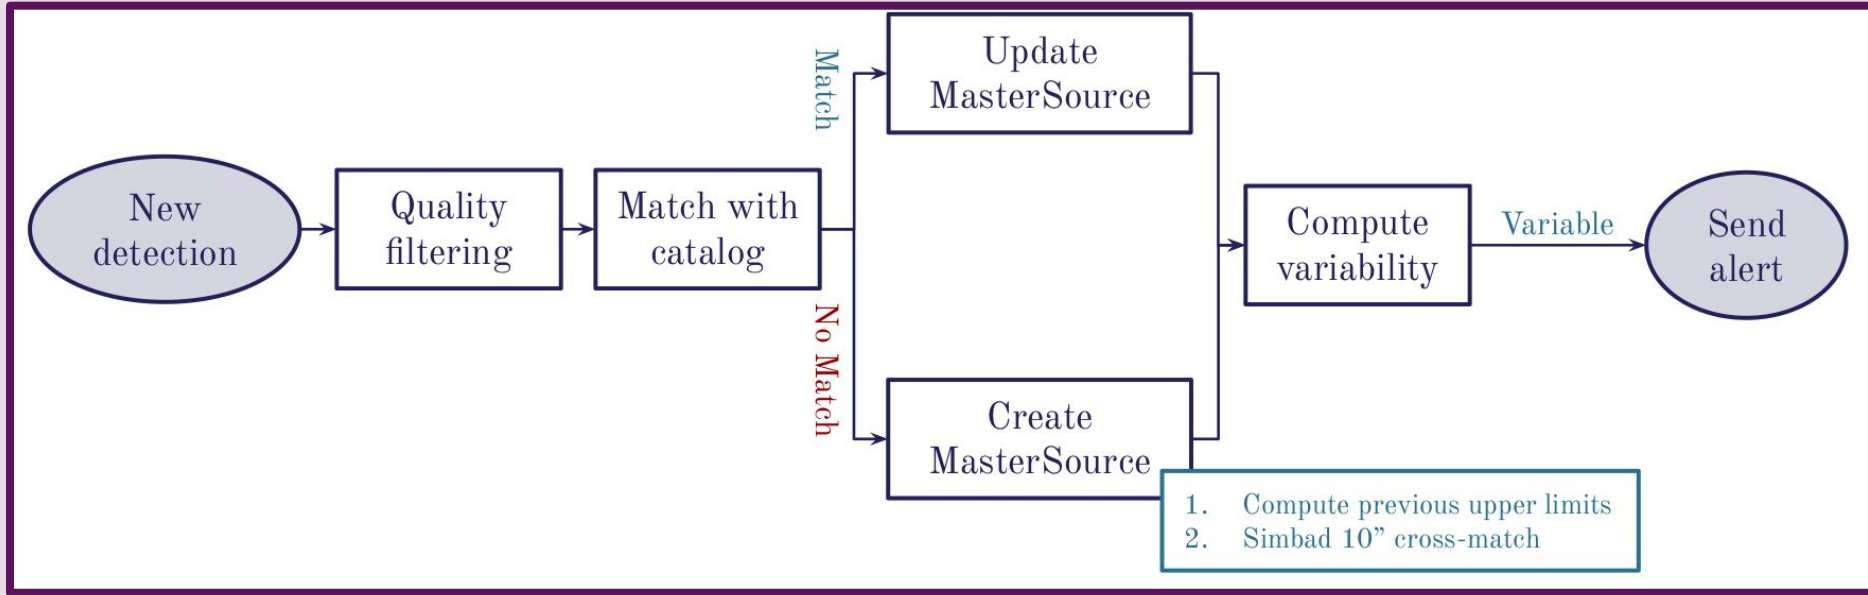 New
detection
Quality
filtering
Match with
catalog
Match
No Match
Update
MasterSource
Create
MasterSource
1. Compute previous upper limits
2. Simbad 10” cross-match
Compute
variability
Variable
Send
alert